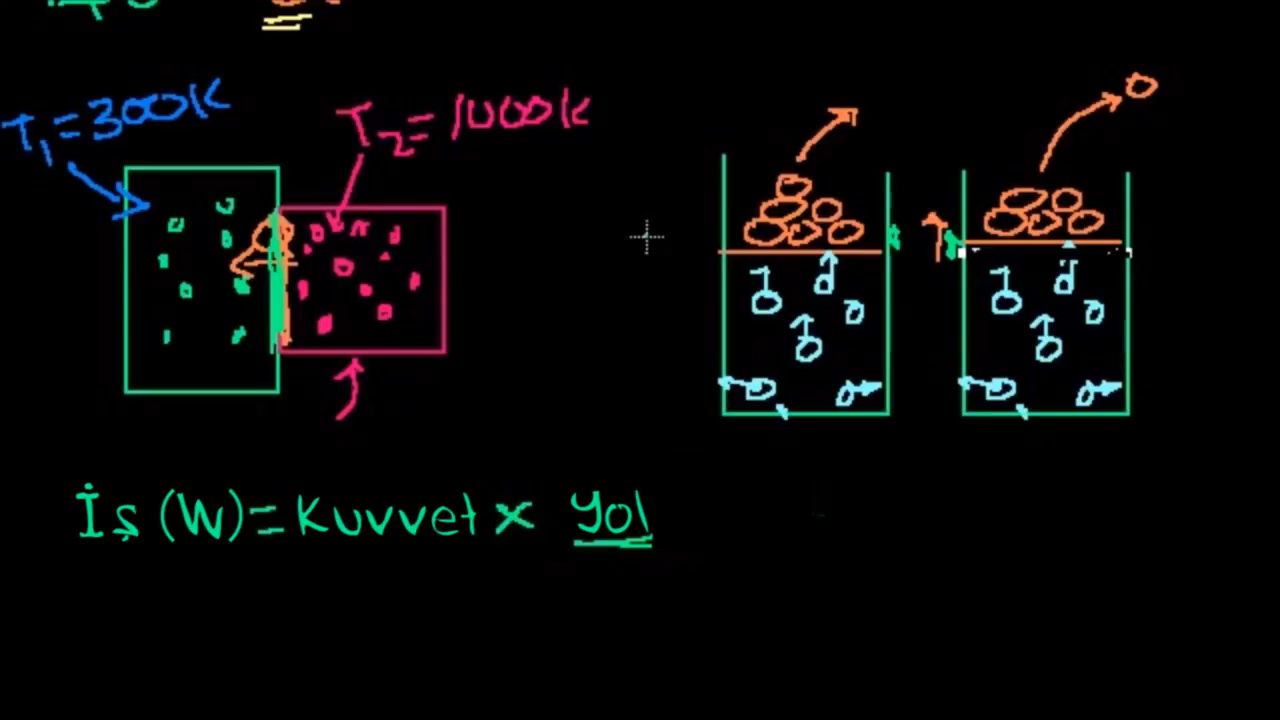 T₁=300K
T₂=1000K
İş (W)=Kuvvet × Yol